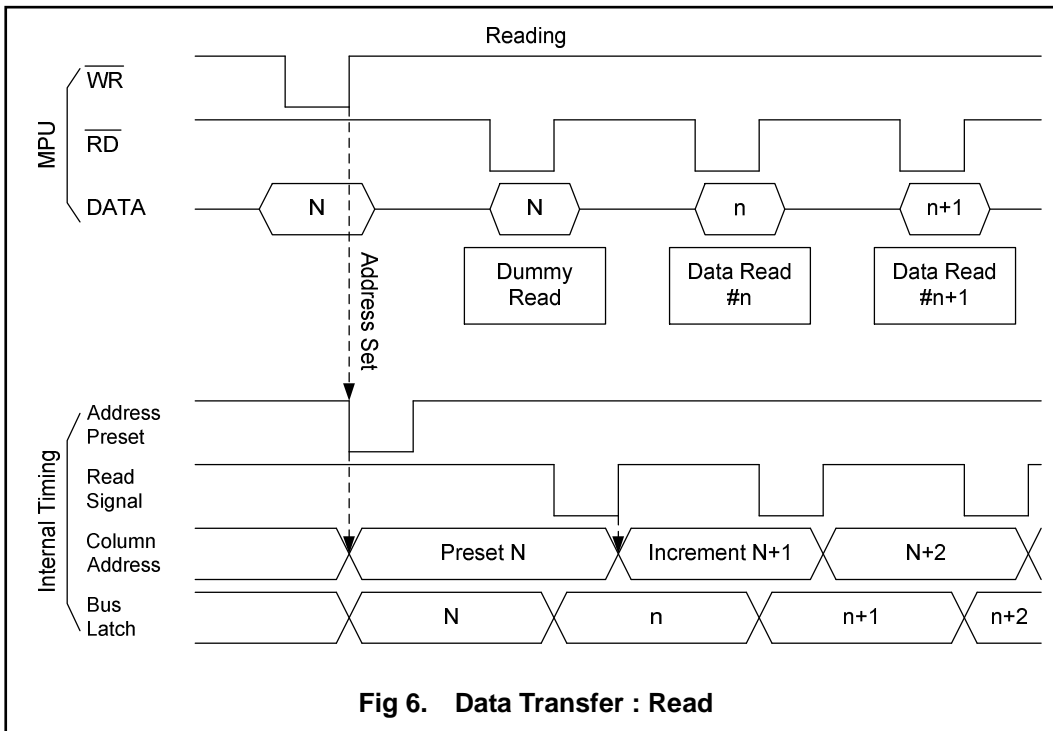 Reading
MPU
WR
RD
DATA
N
N
n
n+1
Address Set
Dummy
Read
Data Read
#n
Data Read
#n+1
Internal Timing
Address
Preset
Read
Signal
Column
Address
Preset N
Increment N+1
N+2
Bus
Latch
N
n
n+1
n+2
Fig 6. Data Transfer : Read